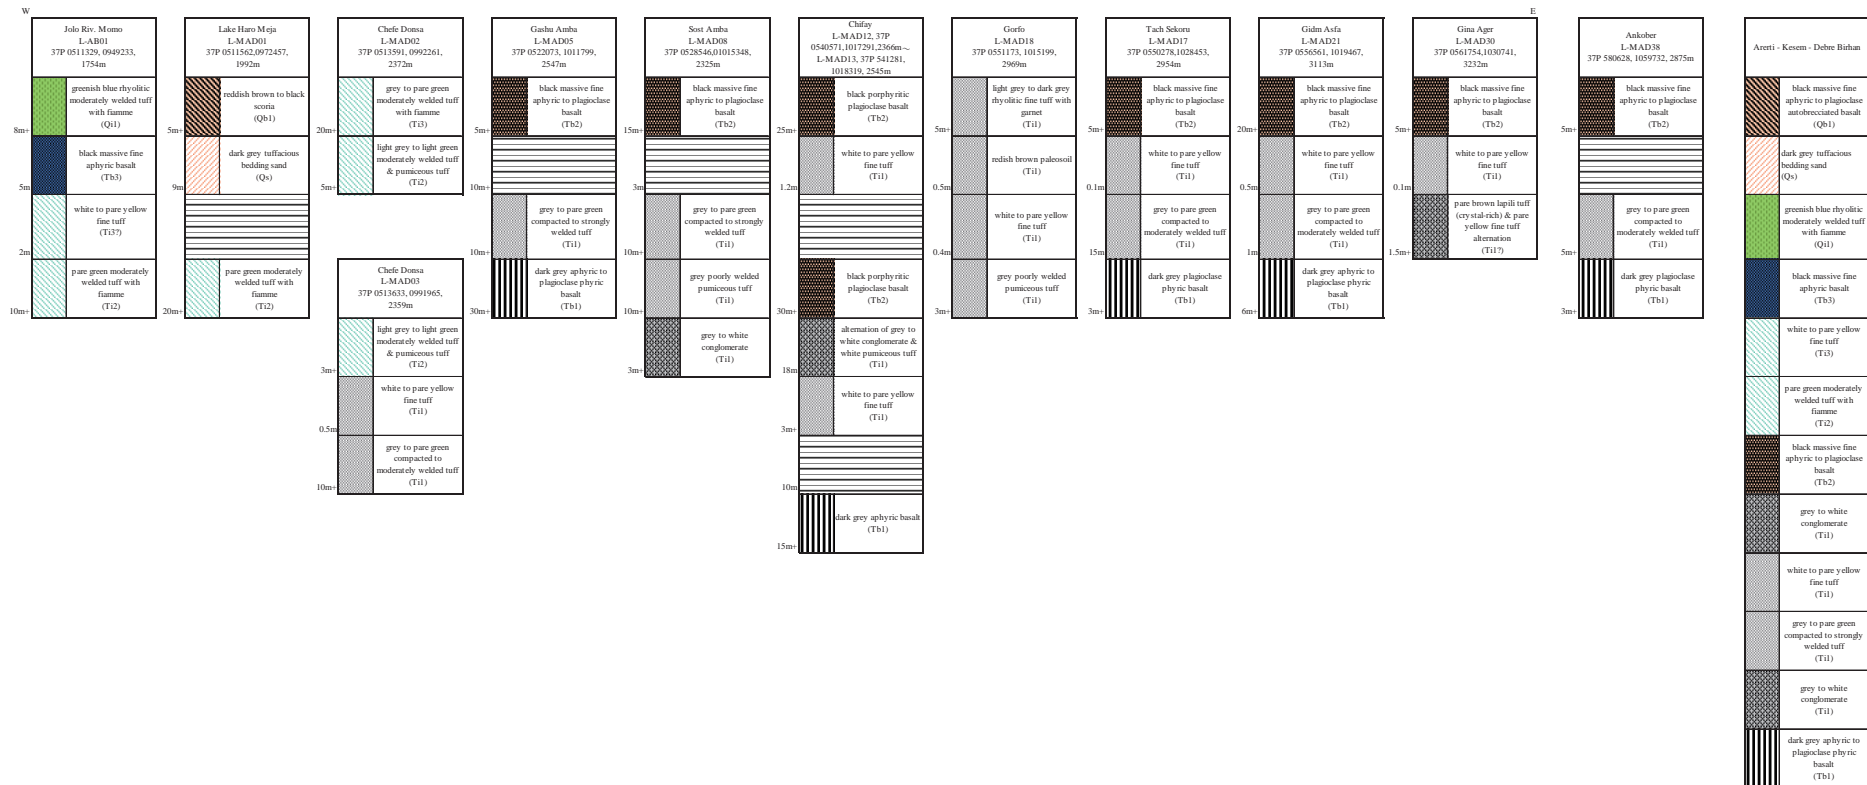 W
Jolo Riv. Momo
L-AB01
37P 0511329, 0949233,
1754m
greenish blue rhyolitic
moderately welded tuff
with fiamme
(Qi1)
8m+
black massive fine
aphyric basalt
(Tb3)
5m
white to pare yellow
fine tuff
(Ti3?)
2m
pare green moderately
welded tuff with
fiamme
(Ti2)
10m+
Lake Haro Meja
L-MAD01
37P 0511562,0972457,
1992m
reddish brown to black
scoria
(Qb1)
5m+
dark grey tuffacious
bedding sand
(Qs)
9m
pare green moderately
welded tuff with
fiamme
(Ti2)
20m+
Chefe Donsa
L-MAD02
37P 0513591, 0992261,
2372m
grey to pare green
moderately welded tuff
with fiamme
(Ti3)
20m+
light grey to light green
moderately welded tuff
& pumiceous tuff
(Ti2)
5m+
Chefe Donsa
L-MAD03
37P 0513633, 0991965,
2359m
light grey to light green
moderately welded tuff
& pumiceous tuff
(Ti2)
3m+
white to pare yellow
fine tuff
(Ti1)
0.5m
grey to pare green
compacted to
moderately welded tuff
(Ti1)
10m+
Gashu Amba
L-MAD05
37P 0522073, 1011799,
2547m
black massive fine
aphyric to plagioclase
basalt
(Tb2)
5m+
10m+
grey to pare green
compacted to strongly
welded tuff
(Ti1)
10m+
dark grey aphyric to
plagioclase phyric
basalt
(Tb1)
30m+
Sost Amba
L-MAD08
37P 0528546,01015348,
2325m
black massive fine
aphyric to plagioclase
basalt
(Tb2)
15m+
3m
grey to pare green
compacted to strongly
welded tuff
(Ti1)
10m+
grey poorly welded
pumiceous tuff
(Ti1)
10m+
grey to white
conglomerate
(Ti1)
3m+
Chifay
L-MAD12, 37P
0540571,1017291,2366m~
L-MAD13, 37P 541281,
1018319, 2545m
black porphyritic
plagioclase basalt
(Tb2)
25m+
white to pare yellow
fine tuff
(Ti1)
1.2m
black porphyritic
plagioclase basalt
(Tb2)
30m+
alternation of grey to
white conglomerate &
white pumiceous tuff
(Ti1)
18m
white to pare yellow
fine tuff
(Ti1)
3m+
10m
dark grey aphyric basalt
(Tb1)
15m+
Gorfo
L-MAD18
37P 0551173, 1015199,
2969m
light grey to dark grey
rhyolitic fine tuff with
garnet
(Ti1)
5m+
redish brown paleosoil
(Ti1)
0.5m
white to pare yellow
fine tuff
(Ti1)
0.4m
grey poorly welded
pumiceous tuff
(Ti1)
3m+
Tach Sekoru
L-MAD17
37P 0550278,1028453,
2954m
black massive fine
aphyric to plagioclase
basalt
(Tb2)
5m+
white to pare yellow
fine tuff
(Ti1)
0.1m
grey to pare green
compacted to
moderately welded tuff
(Ti1)
15m
dark grey plagioclase
phyric basalt
(Tb1)
3m+
Gidm Asfa
L-MAD21
37P 0556561, 1019467,
3113m
black massive fine
aphyric to plagioclase
basalt
(Tb2)
20m+
white to pare yellow
fine tuff
(Ti1)
0.5m
grey to pare green
compacted to
moderately welded tuff
(Ti1)
1m
dark grey aphyric to
plagioclase phyric
basalt
(Tb1)
6m+
E
Gina Ager
L-MAD30
37P 0561754,1030741,
3232m
black massive fine
aphyric to plagioclase
basalt
(Tb2)
5m+
white to pare yellow
fine tuff
(Ti1)
0.1m
pare brown lapili tuff
(crystal-rich) & pare
yellow fine tuff
alternation
(Ti1?)
1.5m+
Ankober
L-MAD38
37P 580628, 1059732, 2875m
black massive fine
aphyric to plagioclase
basalt
(Tb2)
5m+
grey to pare green
compacted to
moderately welded tuff
(Ti1)
5m+
dark grey plagioclase
phyric basalt
(Tb1)
3m+
Arerti - Kesem - Debre Birhan
black massive fine
aphyric to plagioclase
autobrecciated basalt
(Qb1)
dark grey tuffacious
bedding sand
(Qs)
greenish blue rhyolitic
moderately welded tuff
with fiamme
(Qi1)
black massive fine
aphyric basalt
(Tb3)
white to pare yellow
fine tuff
(Ti3)
pare green moderately
welded tuff with
fiamme
(Ti2)
black massive fine
aphyric to plagioclase
basalt
(Tb2)
grey to white
conglomerate
(Ti1)
white to pare yellow
fine tuff
(Ti1)
grey to pare green
compacted to strongly
welded tuff
(Ti1)
grey to white
conglomerate
(Ti1)
dark grey aphyric to
plagioclase phyric
basalt
(Tb1)